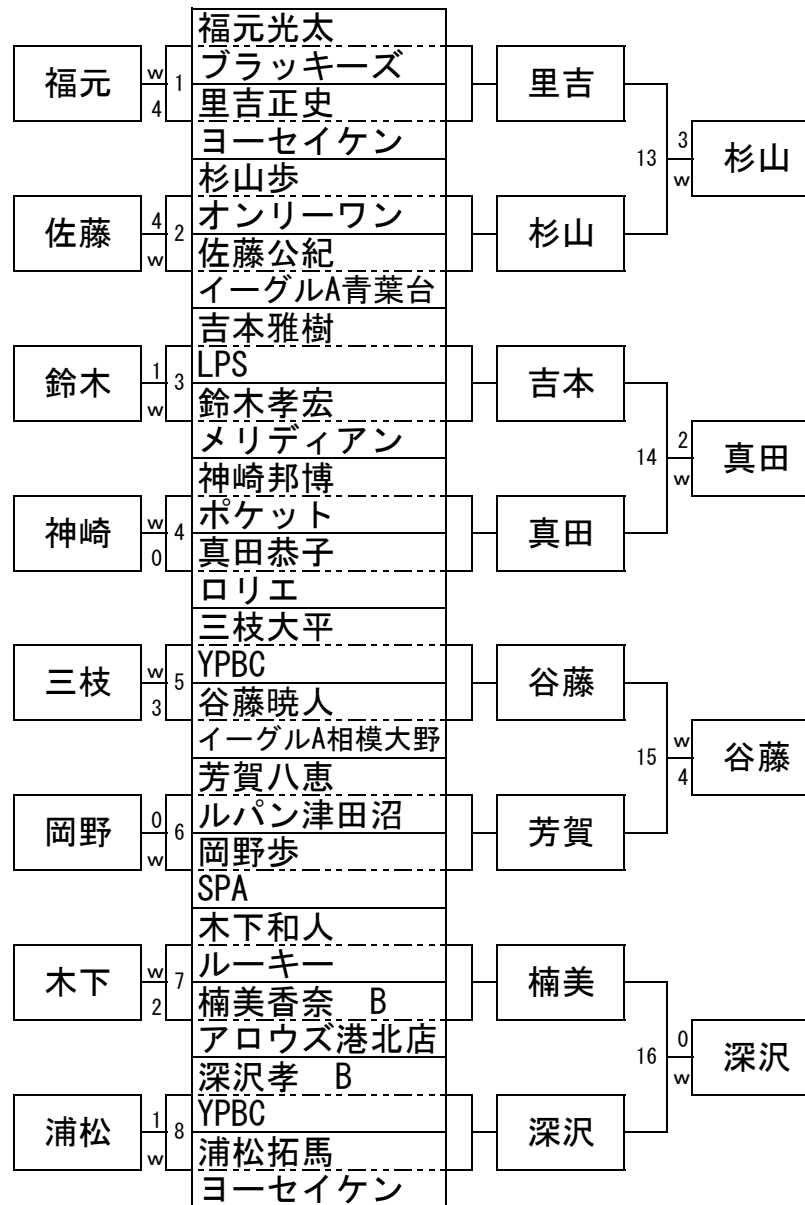 福元光太
福元 w 1 ブラッキーズ 里吉
4 里吉正史
ヨーセイケン 3
13 杉山
杉山歩 w
佐藤 4 2 オンリーワン 杉山
w 佐藤公紀
イーグルA青葉台
吉本雅樹
鈴木 1 3 LPS 吉本
w 鈴木孝宏
メリディアン 2
14 真田
神崎邦博 w
神崎 w 4 ポケット 真田
0 真田恭子
ロリエ
三枝大平
三枝 w 5 YPBC 谷藤
3 谷藤暁人
イーグルA相模大野 w
15 谷藤
芳賀八恵 4
岡野 0 6 ルパン津田沼 芳賀
w 岡野歩
SPA
木下和人
木下 w 7 ルーキー 楠美
2 楠美香奈 B
アロウズ港北店 0
16 深沢
深沢孝 B w
浦松 1 8 YPBC 深沢
w 浦松拓馬
ヨーセイケン